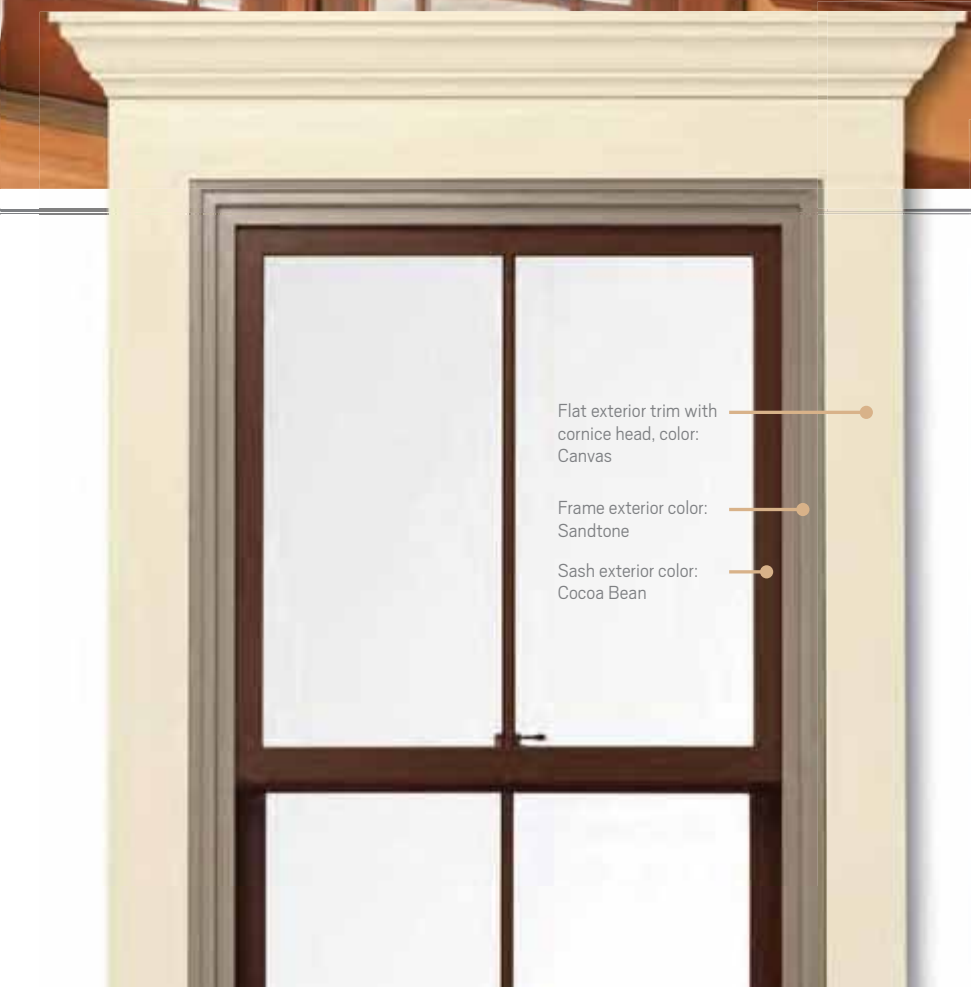 Flat exterior trim with
cornice head, color:
Canvas
Frame exterior color:
Sandtone
Sash exterior color:
Cocoa Bean